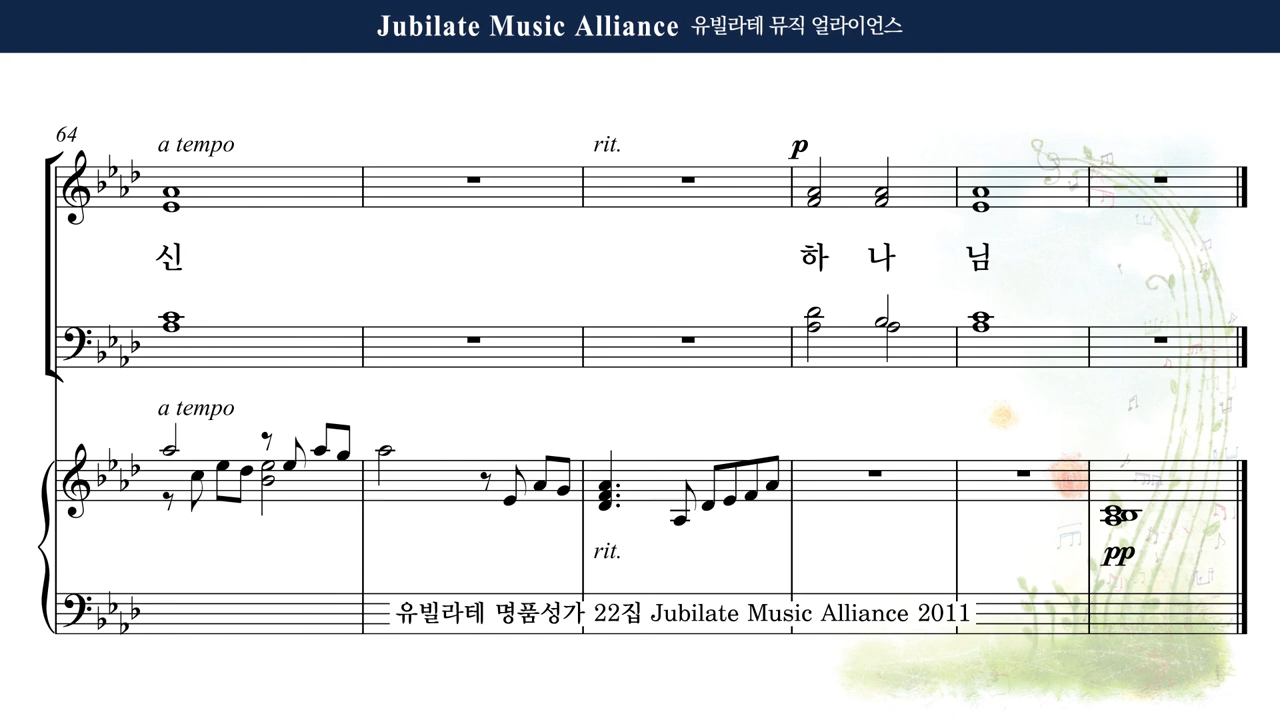 Jubilate Music Alliance 유빌라테 뮤직 얼라이언스
64
a tempo rit. p
신 하 나 님
a tempo
rit. pp
유빌라테 명품성가 22집 Jubilate Music Alliance 2011